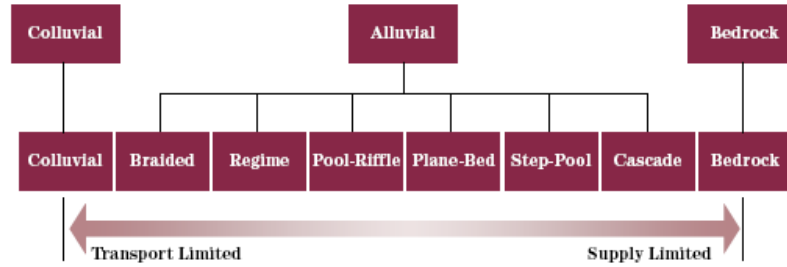 Colluvial Alluvial Bedrock
Colluvial Braided Regime Pool-Riffle Plane-Bed Step-Pool Cascade Bedrock
Transport Limited Supply Limited